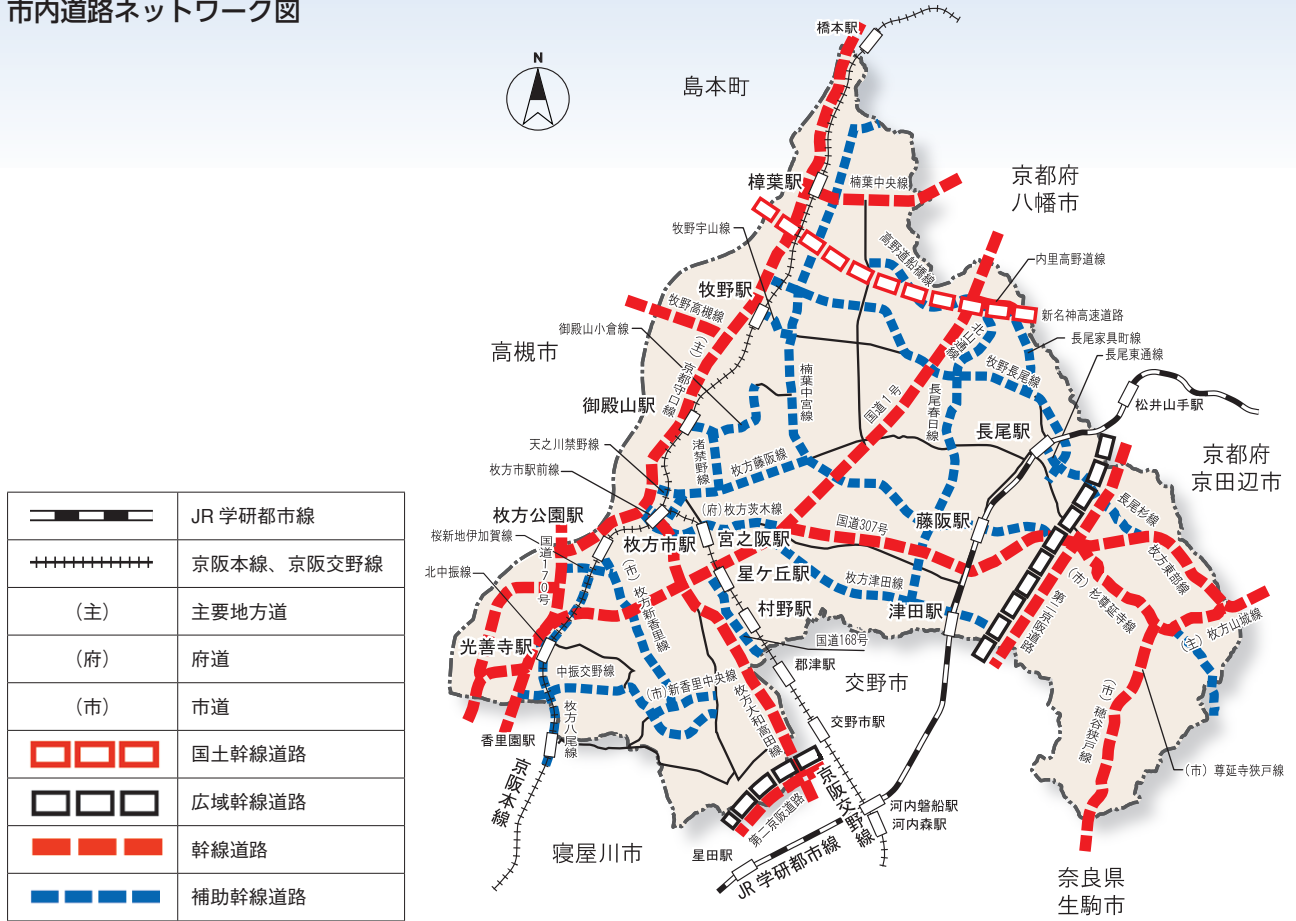 市内道路ネットワーク図
N
橋本駅
島本町
京都府
八幡市
樟葉駅
楠葉中央線
牧野宇山線
高野道船橋線
内里高野道線
牧野駅
牧野高槻線
新名神高速道路
御殿山小倉線
北山通線
長尾家具町線
長尾東通線
高槻市
(主)京都守口線
楠葉中宮線
牧野長尾線
国道1号
長尾春日線
松井山手駅
御殿山駅
長尾駅
天之川禁野線
渚禁野線
枚方藤阪線
京都府
京田辺市
枚方市駅前線
長尾杉線
枚方公園駅
(府)枚方茨木線
国道307号
藤阪駅
桜新地伊加賀線
国道170号
枚方市駅
宮之阪駅
枚方東部線
北中振線
(市)枚方新香里線
星ケ丘駅
枚方津田線
(市)杉尊延寺線
村野駅
津田駅
第二京阪道路
(主)枚方山城線
光善寺駅
国道168号
郡津駅
中振交野線
(市)新香里中央線
交野市
枚方大和高田線
(市)穂谷狭戸線
香里園駅
枚方八尾線
交野市駅
京阪本線
京阪交野線
(市)尊延寺狭戸線
河内磐船駅
河内森駅
第二京阪道路
寝屋川市
星田駅
JR学研都市線
奈良県
生駒市
JR 学研都市線
京阪本線、京阪交野線
(主) 主要地方道
(府) 府道
(市) 市道
国土幹線道路
広域幹線道路
幹線道路
補助幹線道路